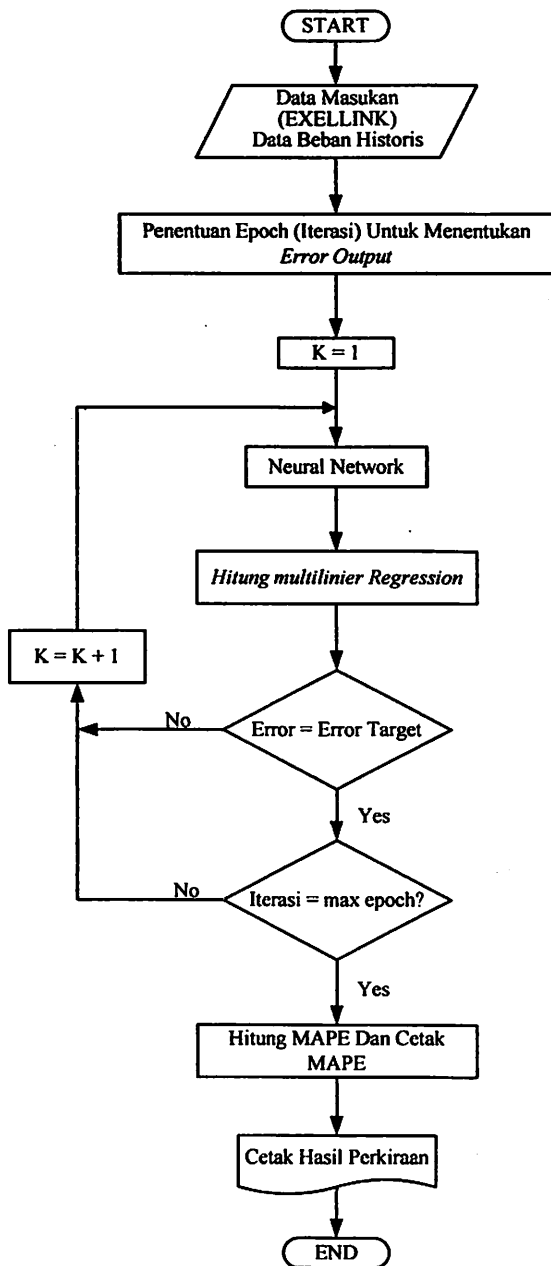 START
Data Masukan
(EXELLINK)
Data Beban Historis
Penentuan Epoch (Iterasi) Untuk Menentukan
Error Output
K = 1
Neural Network
Hitung multilinier Regression
K = K + 1
No
Error = Error Target
Yes
No
Iterasi = max epoch?
Yes
Hitung MAPE Dan Cetak
MAPE
Cetak Hasil Perkiraan
END